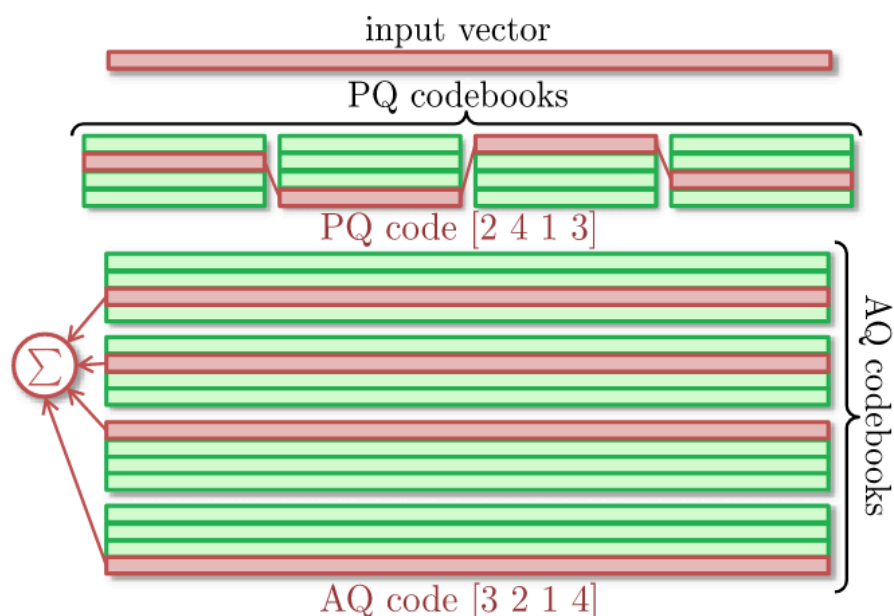 input vector
PQ codebooks
PQ code [2 4 1 3]
AQ codebooks
∑
AQ code [3 2 1 4]